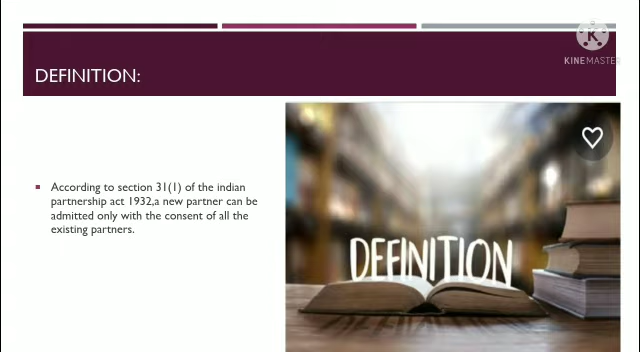 DEFINITION:
KINEMASTER
According to section 31(1) of the indian
partnership act 1932,a new partner can be
admitted only with the consent of all the
existing partners.
DEFINITION